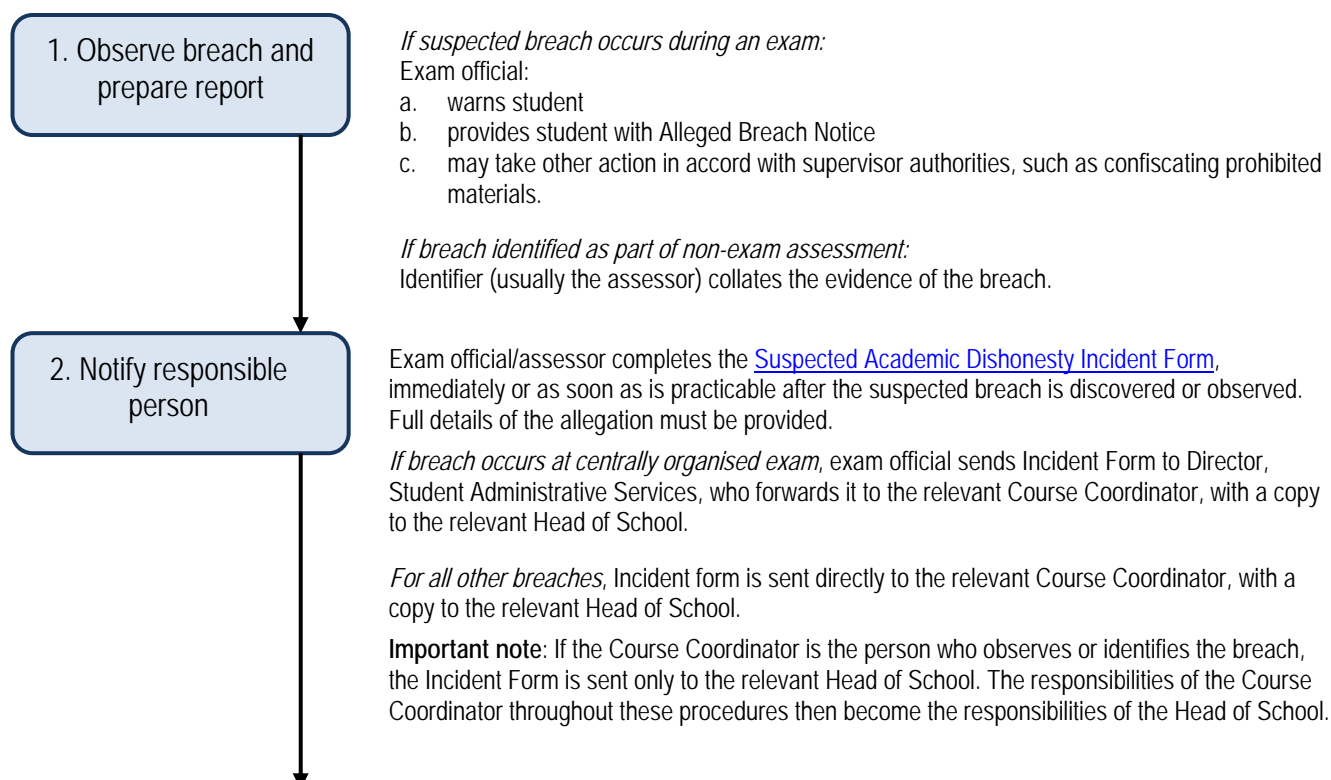 1. Observe breach and
prepare report
If suspected breach occurs during an exam:
Exam official:
a. warns student
b. provides student with Alleged Breach Notice
c. may take other action in accord with supervisor authorities, such as confiscating prohibited
materials.
If breach identified as part of non-exam assessment:
Identifier (usually the assessor) collates the evidence of the breach.
2. Notify responsible
person
Exam official/assessor completes the Suspected Academic Dishonesty Incident Form,
immediately or as soon as is practicable after the suspected breach is discovered or observed.
Full details of the allegation must be provided.
If breach occurs at centrally organised exam, exam official sends Incident Form to Director,
Student Administrative Services, who forwards it to the relevant Course Coordinator, with a copy
to the relevant Head of School.
For all other breaches, Incident form is sent directly to the relevant Course Coordinator, with a
copy to the relevant Head of School.
Important note: If the Course Coordinator is the person who observes or identifies the breach,
the Incident Form is sent only to the relevant Head of School. The responsibilities of the Course
Coordinator throughout these procedures then become the responsibilities of the Head of School.